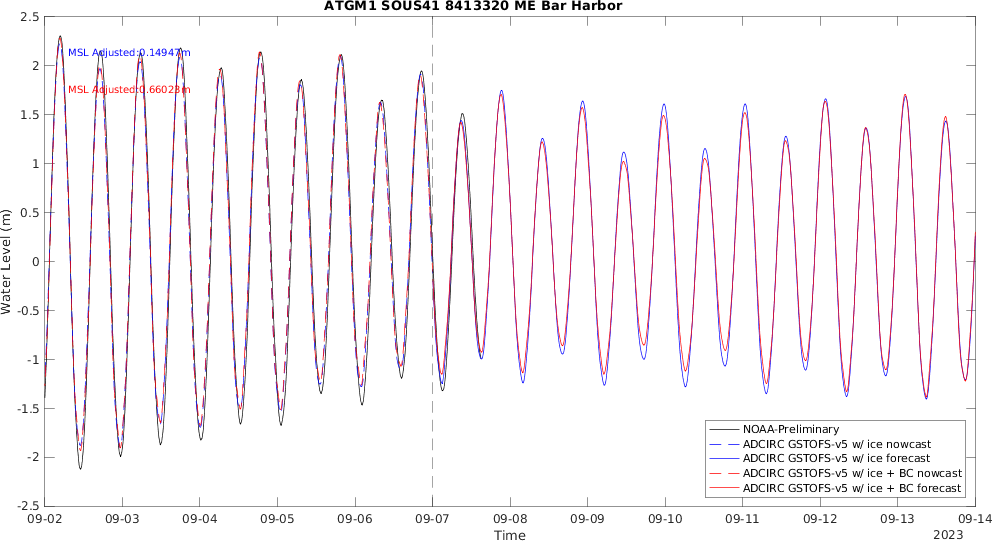 ATGM1 SOUS41 8413320 ME Bar Harbor
2.5
2
1.5
1
0.5
0
-0.5
-1
-1.5
-2
-2.5
Water Level (m)
MSL Adjusted:0.14947m
MSL Adjusted:0.66023m
NOAA-Preliminary
ADCIRC GSTOFS-v5 w/ ice nowcast
ADCIRC GSTOFS-v5 w/ ice forecast
ADCIRC GSTOFS-v5 w/ ice + BC nowcast
ADCIRC GSTOFS-v5 w/ ice + BC forecast
09-02 09-03 09-04 09-05 09-06 09-07 09-08 09-09 09-10 09-11 09-12 09-13 09-14
Time
2023